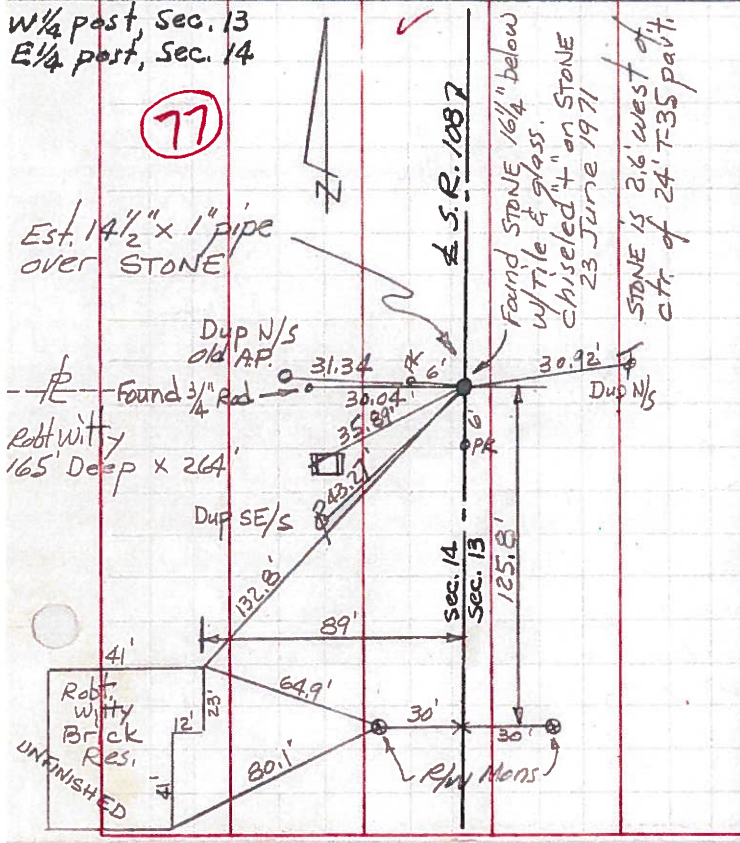 W¼ post, Sec. 13
E¼ post, Sec. 14
77
N
℄ S.R. 1087
Found STONE 16¼" below
w/ Tile & glass.
Chiseled "+" on STONE
23 June 1971
STONE is 2.6' west of
ctr. of 24' T-35 pav't.
Est. 14½" x 1" pipe
over STONE
Dup N/S
Old A.P.
31.34
PK
6'
30.92'
Dup N/S
℄
Found ¾" Rod
30.04'
35.89'
6'
PK
Robt Witty
165' Deep x 264'
43.27'
Dup SE/S
132.8'
Sec. 14
Sec. 13
125.8'
89'
41'
Robt.
Witty
Brick
Res.
UNFINISHED
23'
12'
41'
64.9'
80.1'
30'
30'
R/W Mons